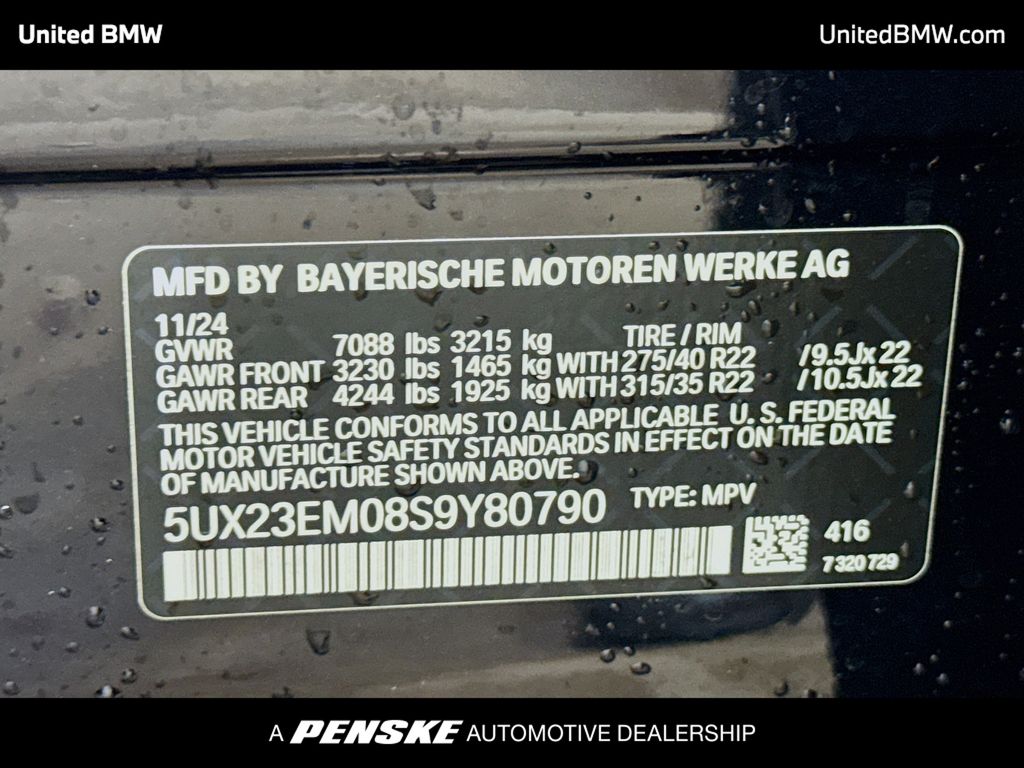 United BMW
UnitedBMW.com
MFD BY BAYERISCHE MOTOREN WERKE AG
11/24
TIRE / RIM
GVWR 7088 lbs 3215 kg
GAWR FRONT 3230 lbs 1465 kg WITH 275/40 R22 /9.5Jx22
GAWR REAR 4244 lbs 1925 kg WITH 315/35 R22 /10.5Jx22
THIS VEHICLE CONFORMS TO ALL APPLICABLE U.S. FEDERAL
MOTOR VEHICLE SAFETY STANDARDS IN EFFECT ON THE DATE
OF MANUFACTURE SHOWN ABOVE.
5UX23EM08S9Y80790 TYPE: MPV
416
7320729
A PENSKE AUTOMOTIVE DEALERSHIP